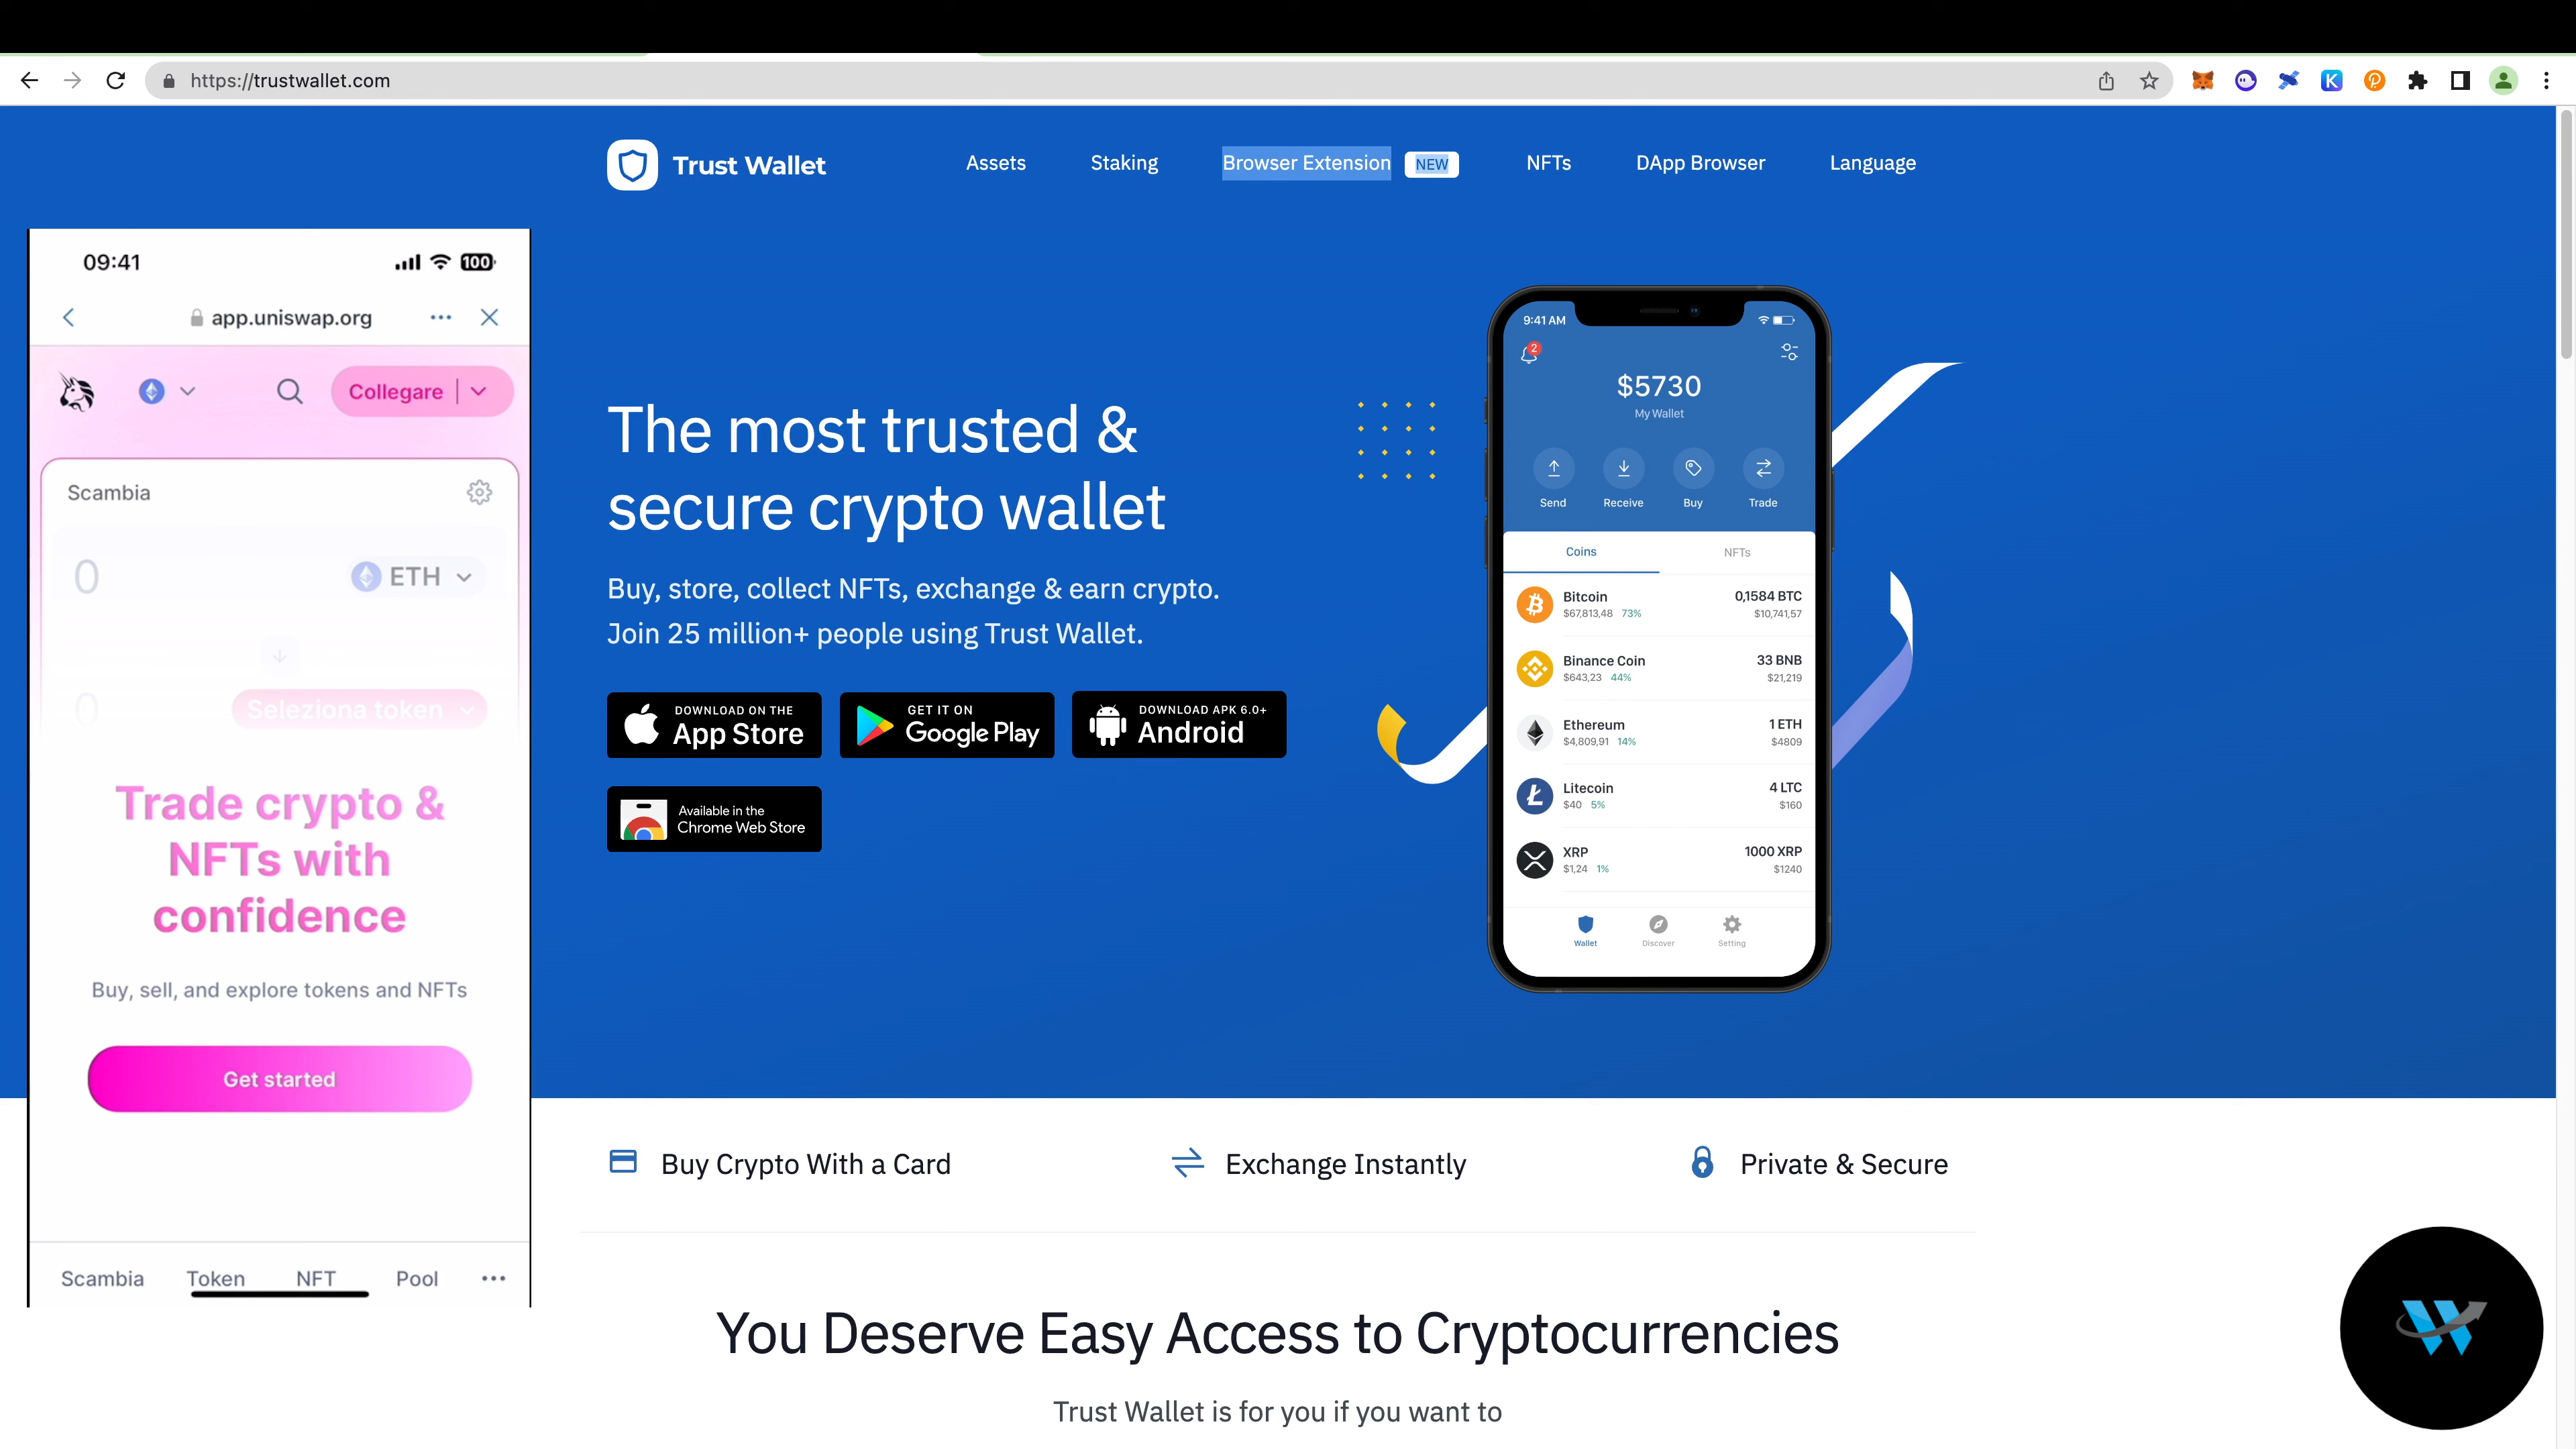 https://trustwallet.com
Trust Wallet
Assets
Staking
Browser Extension
NEW
NFTs
DApp Browser
Language
09:41
100
app.uniswap.org
Collegare
Scambia
0
ETH
0
Seleziona token
Trade crypto &
NFTs with
confidence
Buy, sell, and explore tokens and NFTs
Get started
Scambia
Token
NFT
Pool
The most trusted &
secure crypto wallet
Buy, store, collect NFTs, exchange & earn crypto.
Join 25 million+ people using Trust Wallet.
DOWNLOAD ON THE
App Store
GET IT ON
Google Play
DOWNLOAD APK 6.0+
Android
Available in the
Chrome Web Store
9:41 AM
2
$5730
My Wallet
Send
Receive
Buy
Trade
Coins
NFTs
Bitcoin
0,1584 BTC
$67,813,48 73%
$10,741,57
Binance Coin
33 BNB
$643,23 44%
$21,219
Ethereum
1 ETH
$4,809,91 14%
$4809
Litecoin
4 LTC
$40 5%
$160
XRP
1000 XRP
$1,24 1%
$1240
Wallet
Discover
Setting
Buy Crypto With a Card
Exchange Instantly
Private & Secure
You Deserve Easy Access to Cryptocurrencies
Trust Wallet is for you if you want to